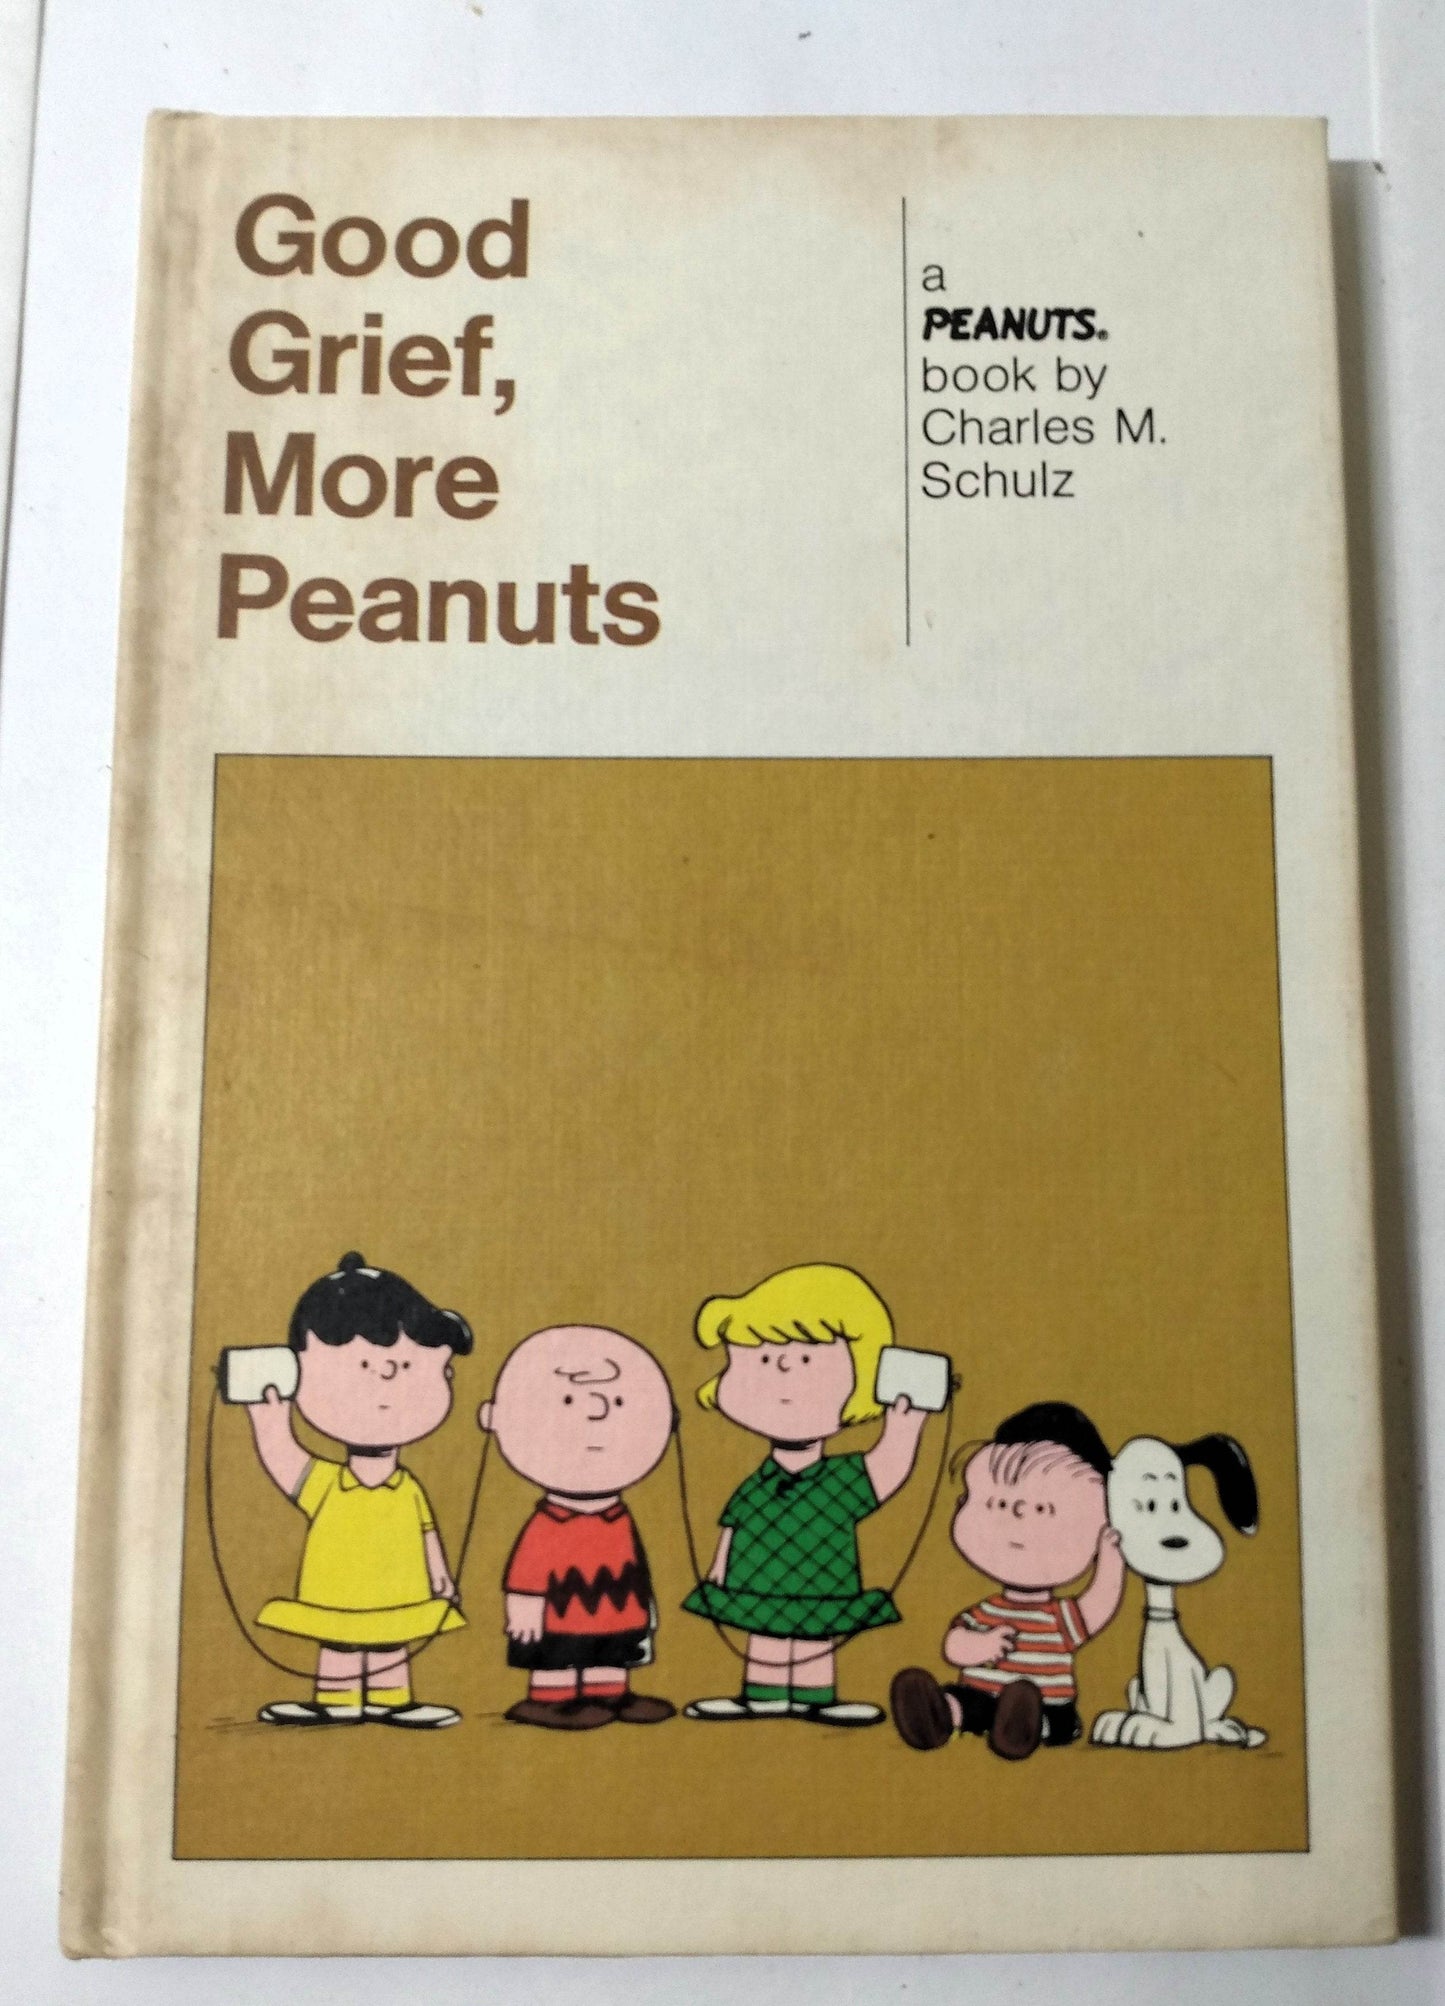 Good
Grief,
More
Peanuts
a
PEANUTS®
book by
Charles M.
Schulz